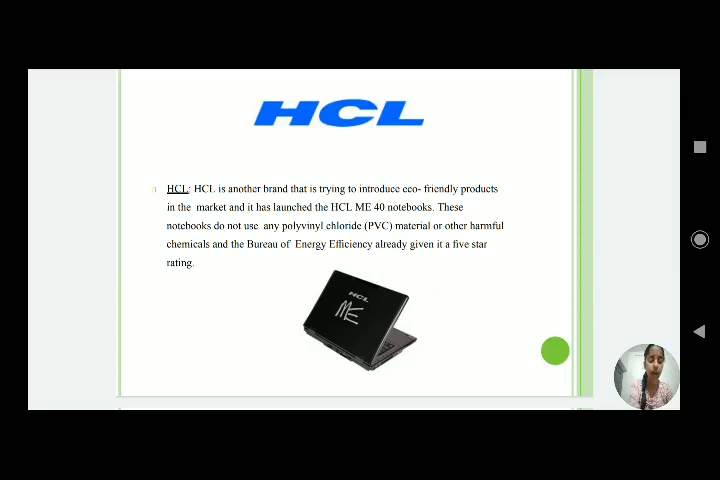 HCL
HCL: HCL is another brand that is trying to introduce eco- friendly products
in the market and it has launched the HCL ME 40 notebooks. These
notebooks do not use any polyvinyl chloride (PVC) material or other harmful
chemicals and the Bureau of Energy Efficiency already given it a five star
rating.
HCL
ME